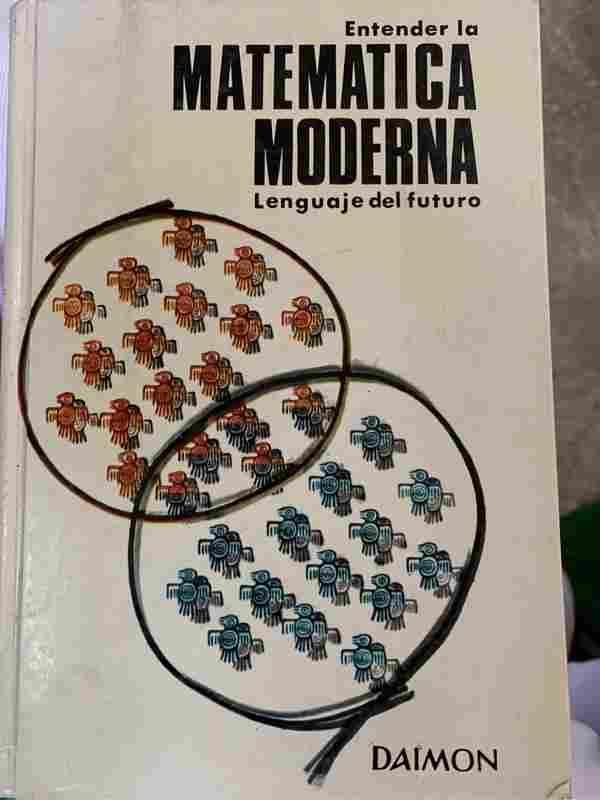 Entender la
MATEMATICA
MODERNA
Lenguaje del futuro
DAIMON